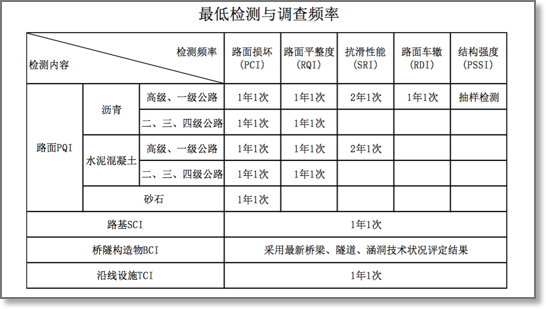 最低检测与调查频率
检测频率
检测内容
路面损坏 路面平整度 抗滑性能 路面车辙 结构强度
(PCI) (RQI) (SRI) (RDI) (PSSI)
路面PQI 沥青 高级、一级公路 1年1次 1年1次 2年1次 1年1次 抽样检测
二、三、四级公路 1年1次 1年1次
水泥混凝土 高级、一级公路 1年1次 1年1次 2年1次
二、三、四级公路 1年1次 1年1次
砂石 1年1次
路基SCI 1年1次
桥隧构造物BCI 采用最新桥梁、隧道、涵洞技术状况评定结果
沿线设施TCI 1年1次